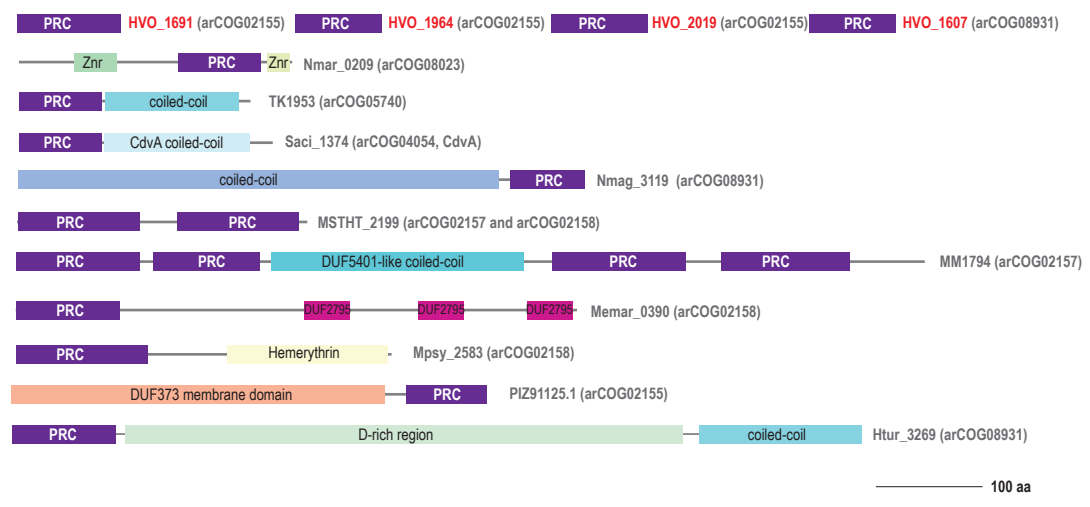 PRC HVO_1691 (arCOG02155) PRC HVO_1964 (arCOG02155) PRC HVO_2019 (arCOG02155) PRC HVO_1607 (arCOG08931)
Znr PRC Znr Nmar_0209 (arCOG08023)
PRC coiled-coil TK1953 (arCOG05740)
PRC CdvA coiled-coil Saci_1374 (arCOG04054, CdvA)
coiled-coil PRC Nmag_3119 (arCOG08931)
PRC PRC MSTHT_2199 (arCOG02157 and arCOG02158)
PRC PRC DUF5401-like coiled-coil PRC PRC MM1794 (arCOG02157)
PRC DUF2795 DUF2795 DUF2795 Memar_0390 (arCOG02158)
PRC Hemerythrin Mpsy_2583 (arCOG02158)
DUF373 membrane domain PRC PIZ91125.1 (arCOG02155)
PRC D-rich region coiled-coil Htur_3269 (arCOG08931)
100 aa